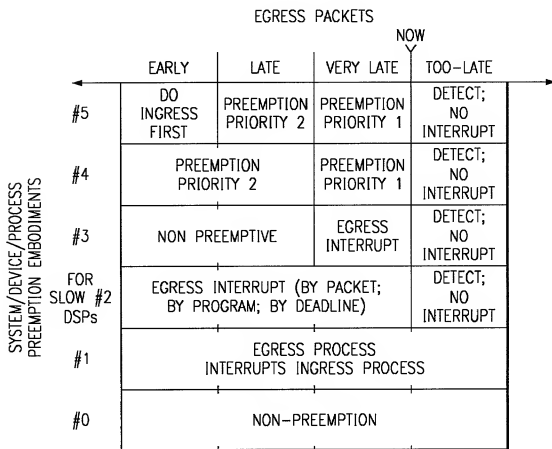 EGRESS PACKETS
NOW
EARLY
LATE
VERY LATE
TOO-LATE
SYSTEM/DEVICE/PROCESS
PREEMPTION EMBODIMENTS
#5
DO
INGRESS
FIRST
PREEMPTION
PRIORITY 2
PREEMPTION
PRIORITY 1
DETECT;
NO
INTERRUPT
#4
PREEMPTION
PRIORITY 2
PREEMPTION
PRIORITY 1
DETECT;
NO
INTERRUPT
#3
NON PREEMPTIVE
EGRESS
INTERRUPT
DETECT;
NO
INTERRUPT
FOR
SLOW #2
DSPs
EGRESS INTERRUPT (BY PACKET;
BY PROGRAM; BY DEADLINE)
DETECT;
NO
INTERRUPT
#1
EGRESS PROCESS
INTERRUPTS INGRESS PROCESS
#0
NON-PREEMPTION